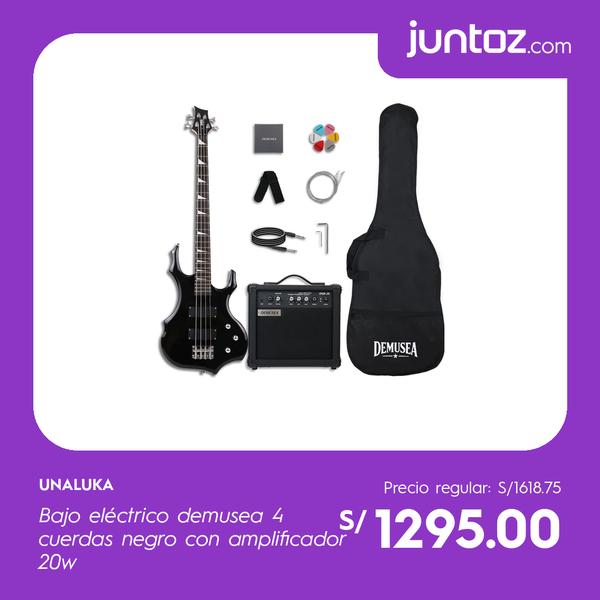 juntoz.com
DEMUSEA
DEMUSEA
DEMUSEA
UNALUKA
Bajo eléctrico demusea 4
cuerdas negro con amplificador
20w
Precio regular: S/1618.75
S/1295.00